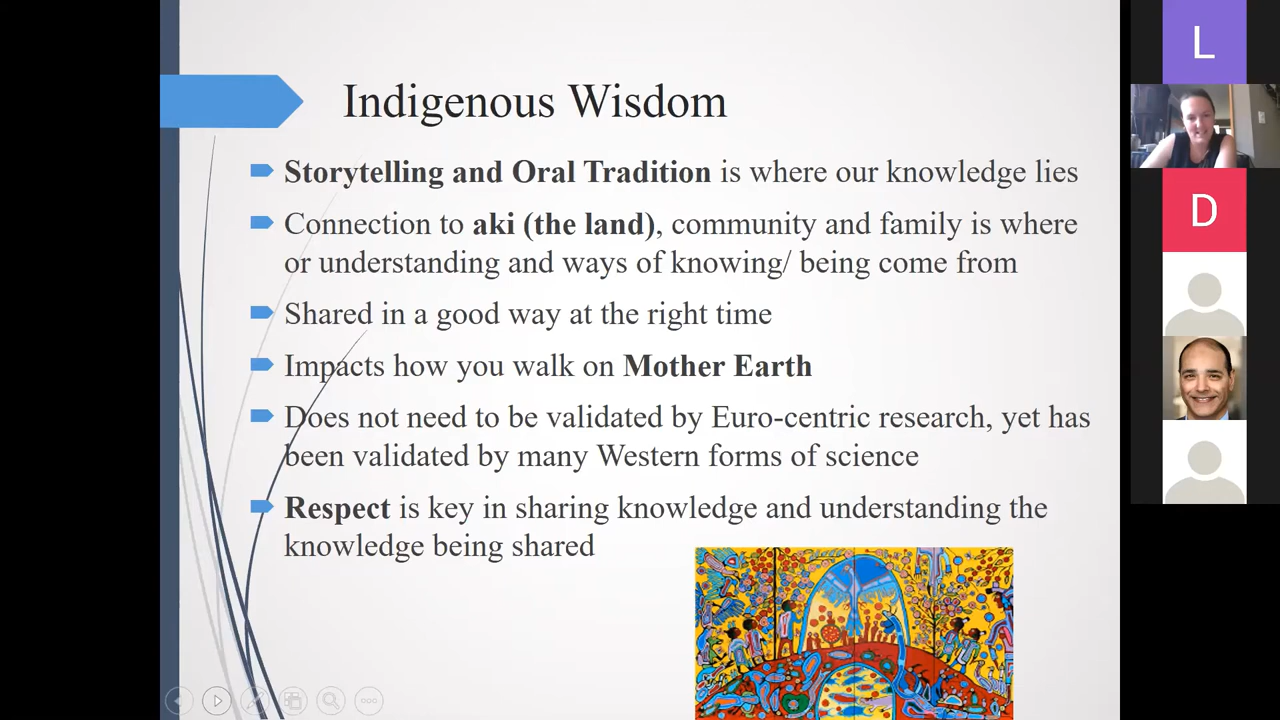 Indigenous Wisdom
Storytelling and Oral Tradition is where our knowledge lies
Connection to aki (the land), community and family is where
or understanding and ways of knowing/ being come from
Shared in a good way at the right time
Impacts how you walk on Mother Earth
Does not need to be validated by Euro-centric research, yet has
been validated by many Western forms of science
Respect is key in sharing knowledge and understanding the
knowledge being shared
L
D